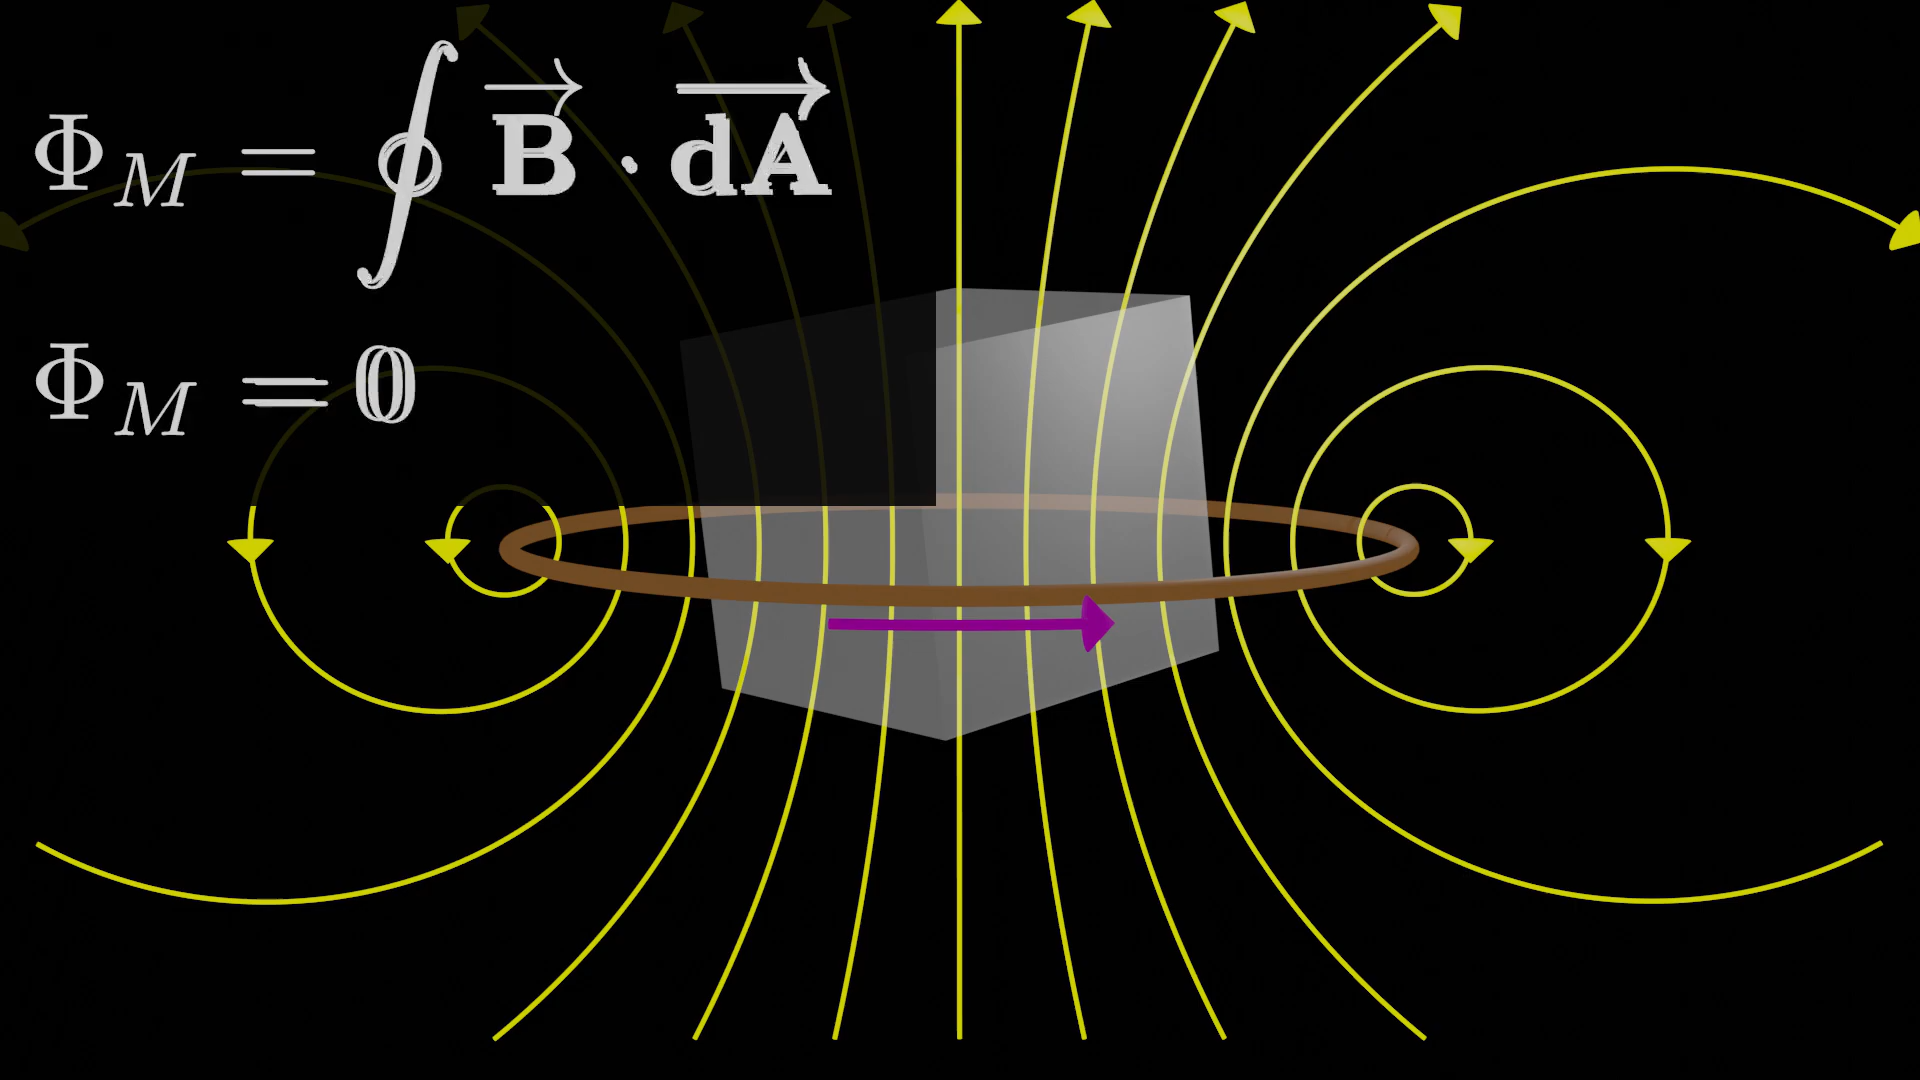 Φ_M = ∮ B⃗ · dA⃗
Φ_M = 0